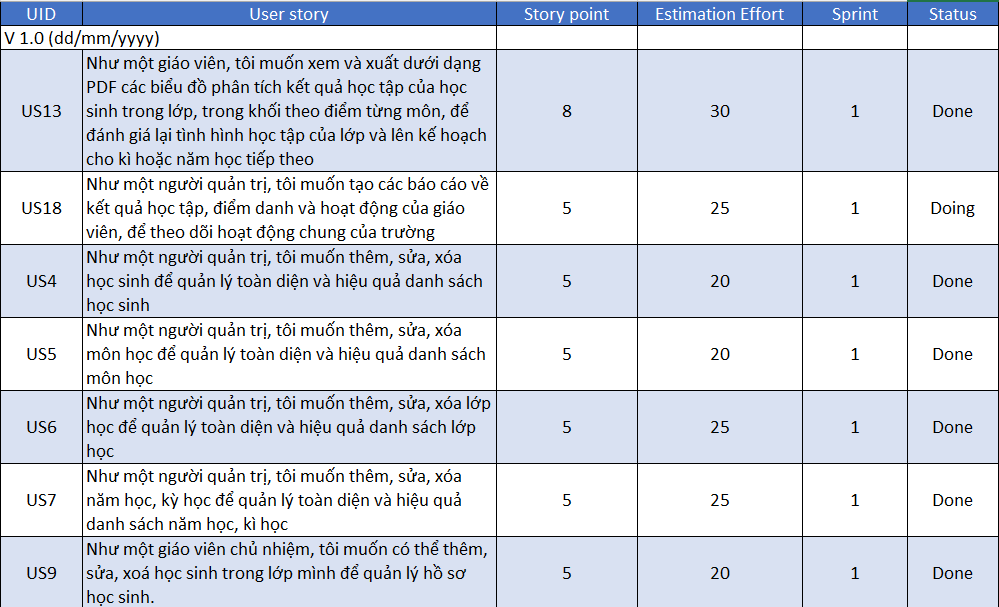 UID User story Story point Estimation Effort Sprint Status
V 1.0 (dd/mm/yyyy)
US13
Như một giáo viên, tôi muốn xem và xuất dưới dạng
PDF các biểu đồ phân tích kết quả học tập của học
sinh trong lớp, trong khối theo điểm từng môn, để
đánh giá lại tình hình học tập của lớp và lên kế hoạch
cho kì hoặc năm học tiếp theo
8 30 1 Done
US18
Như một người quản trị, tôi muốn tạo các báo cáo về
kết quả học tập, điểm danh và hoạt động của giáo
viên, để theo dõi hoạt động chung của trường
5 25 1 Doing
US4
Như một người quản trị, tôi muốn thêm, sửa, xóa
học sinh để quản lý toàn diện và hiệu quả danh sách
học sinh
5 20 1 Done
US5
Như một người quản trị, tôi muốn thêm, sửa, xóa
môn học để quản lý toàn diện và hiệu quả danh sách
môn học
5 20 1 Done
US6
Như một người quản trị, tôi muốn thêm, sửa, xóa lớp
học để quản lý toàn diện và hiệu quả danh sách lớp
học
5 25 1 Done
US7
Như một người quản trị, tôi muốn thêm, sửa, xóa
năm học, kỳ học để quản lý toàn diện và hiệu quả
danh sách năm học, kì học
5 25 1 Done
US9
Như một giáo viên chủ nhiệm, tôi muốn có thể thêm,
sửa, xoá học sinh trong lớp mình để quản lý hồ sơ
học sinh.
5 20 1 Done